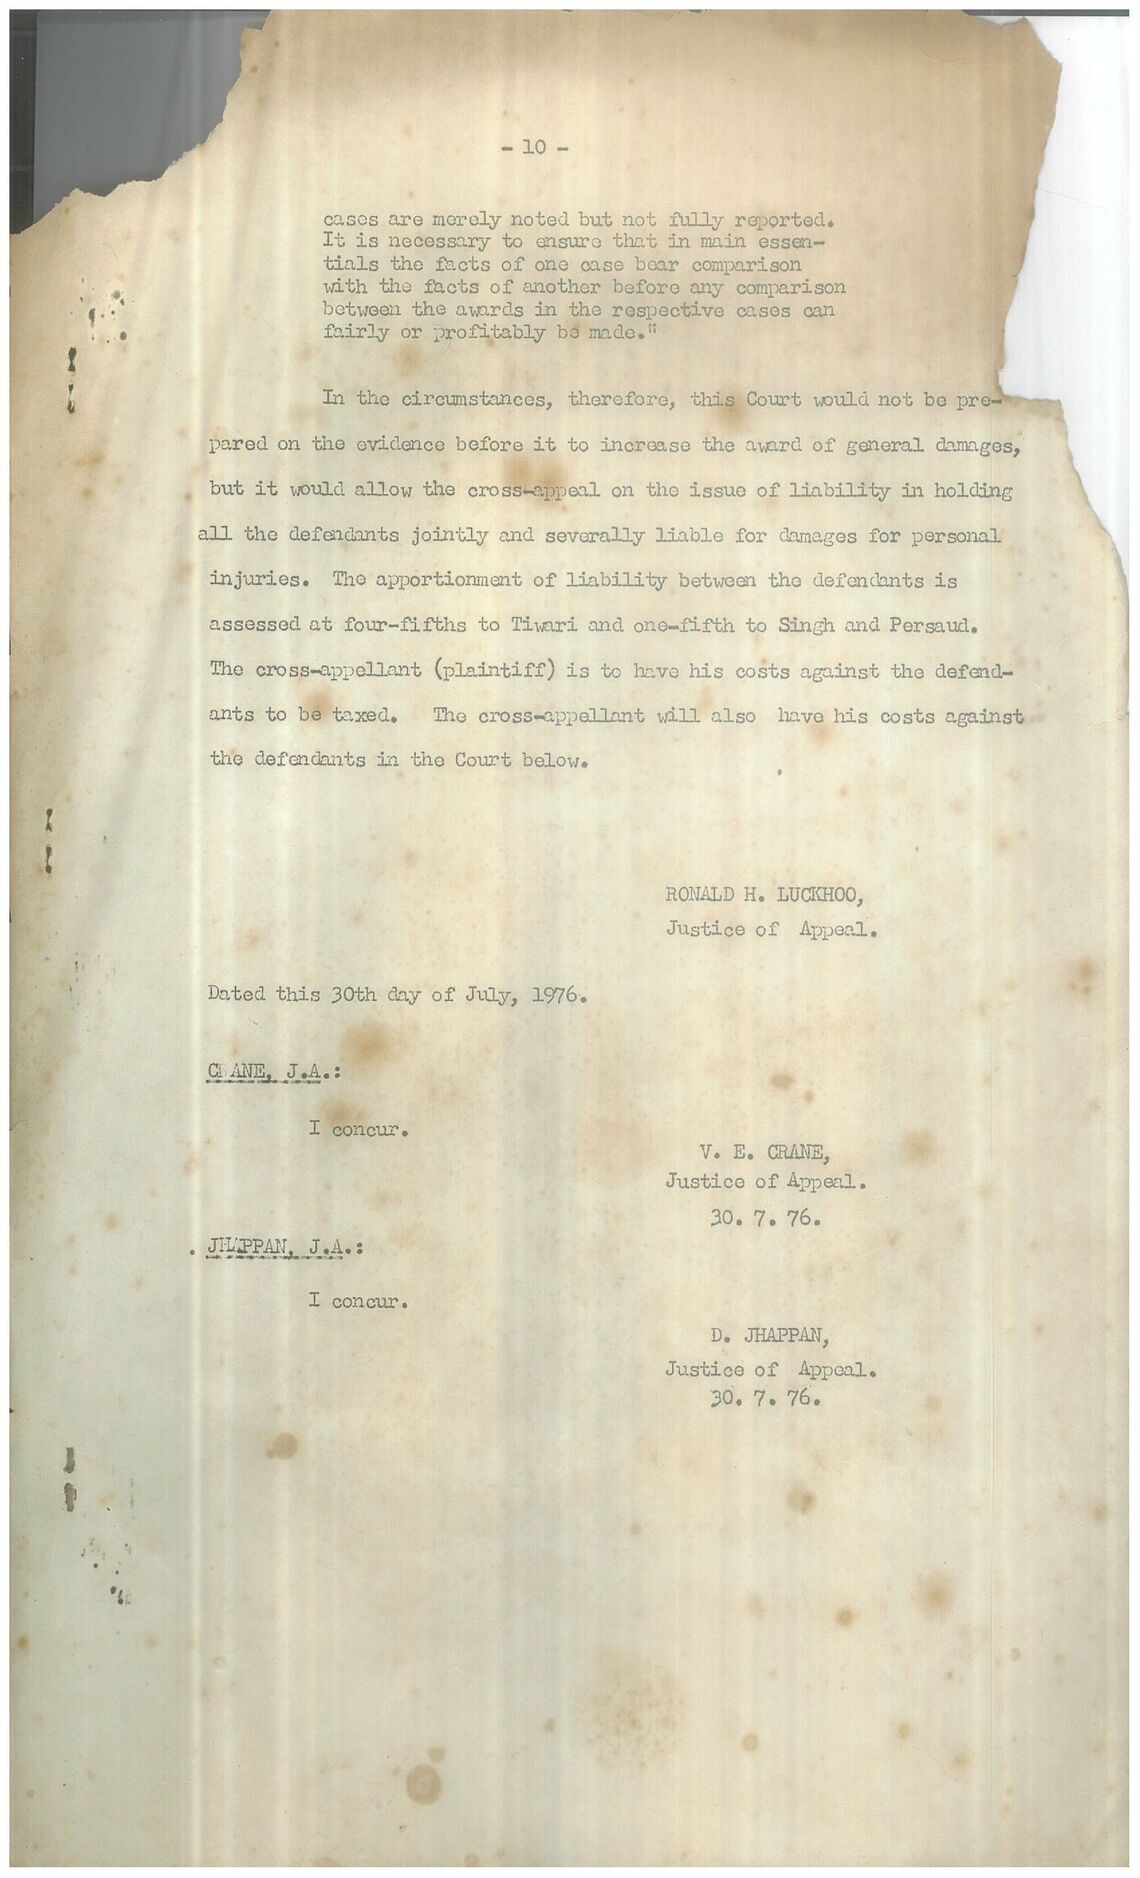 - 10 -
cases are merely noted but not fully reported.
It is necessary to ensure that in main essen-
tials the facts of one case bear comparison
with the facts of another before any comparison
between the awards in the respective cases can
fairly or profitably be made."
In the circumstances, therefore, this Court would not be pre-
pared on the evidence before it to increase the award of general damages,
but it would allow the cross-appeal on the issue of liability in holding
all the defendants jointly and severally liable for damages for personal
injuries. The apportionment of liability between the defendants is
assessed at four-fifths to Tiwari and one-fifth to Singh and Persaud.
The cross-appellant (plaintiff) is to have his costs against the defend-
ants to be taxed. The cross-appellant will also have his costs against
the defendants in the Court below.
RONALD H. LUCKHOO,
Justice of Appeal.
Dated this 30th day of July, 1976.
CRANE, J.A.:
I concur.
V. E. CRANE,
Justice of Appeal.
30. 7. 76.
JHAPPAN, J.A.:
I concur.
D. JHAPPAN,
Justice of Appeal.
30. 7. 76.